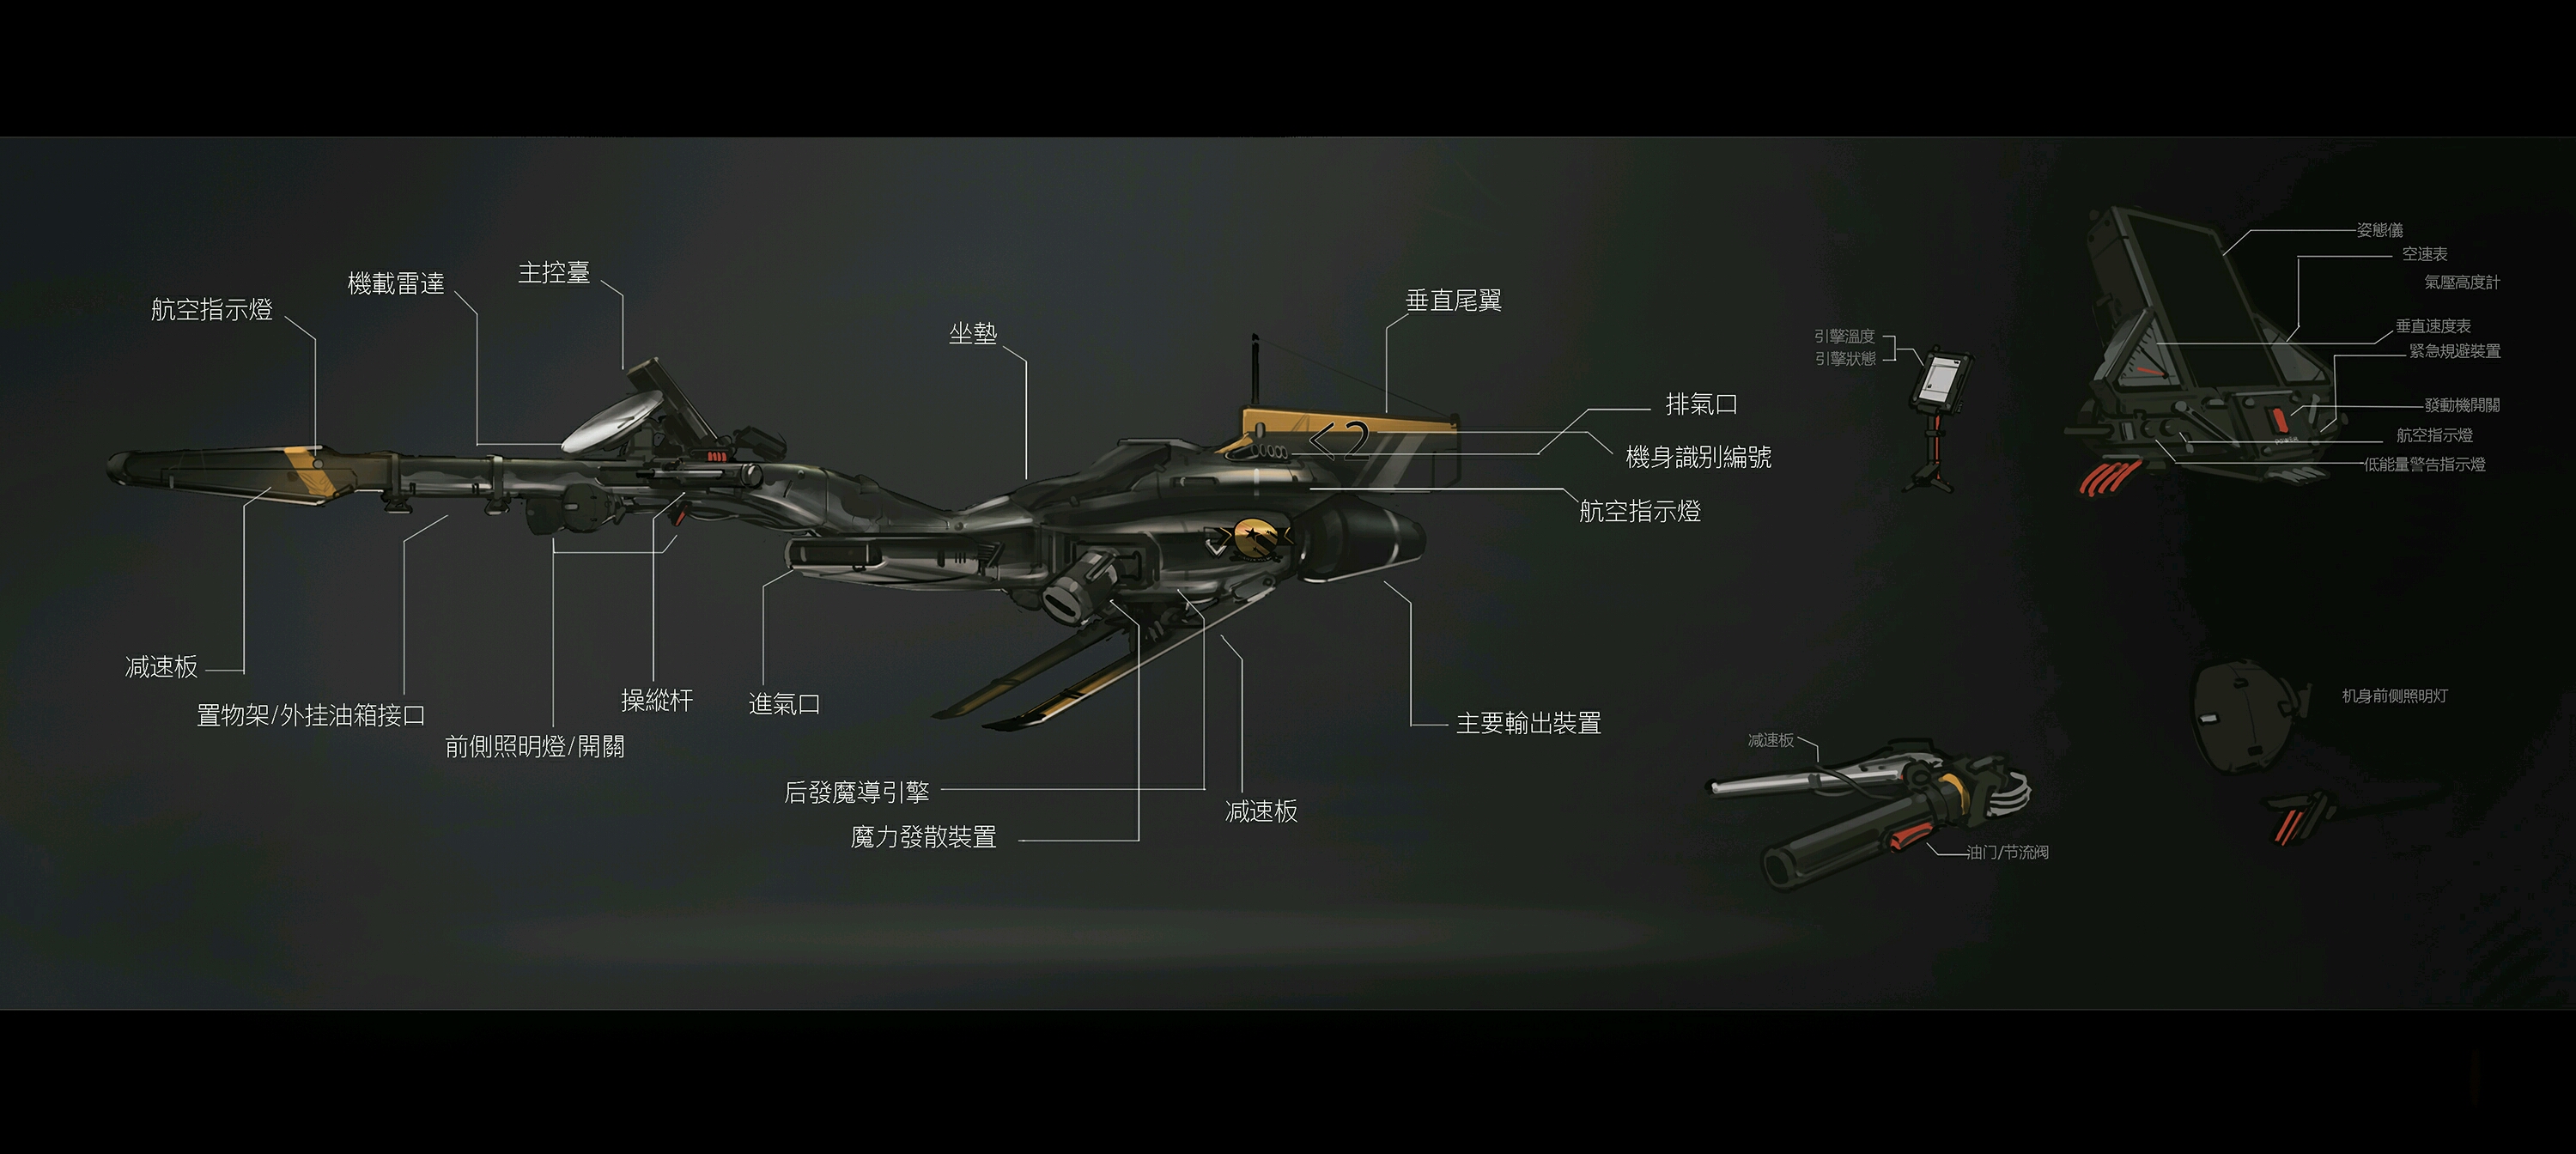 航空指示燈
機載雷達
主控臺
坐墊
垂直尾翼
排氣口
機身識別編號
航空指示燈
<2
减速板
置物架/外挂油箱接口
前側照明燈/開關
操縱杆
進氣口
后發魔導引擎
魔力發散裝置
减速板
主要輸出裝置
引擎溫度
引擎狀態
姿態儀
空速表
氣壓高度計
垂直速度表
緊急規避裝置
發動機開關
航空指示燈
低能量警告指示燈
power
机身前侧照明灯
减速板
油门/节流阀